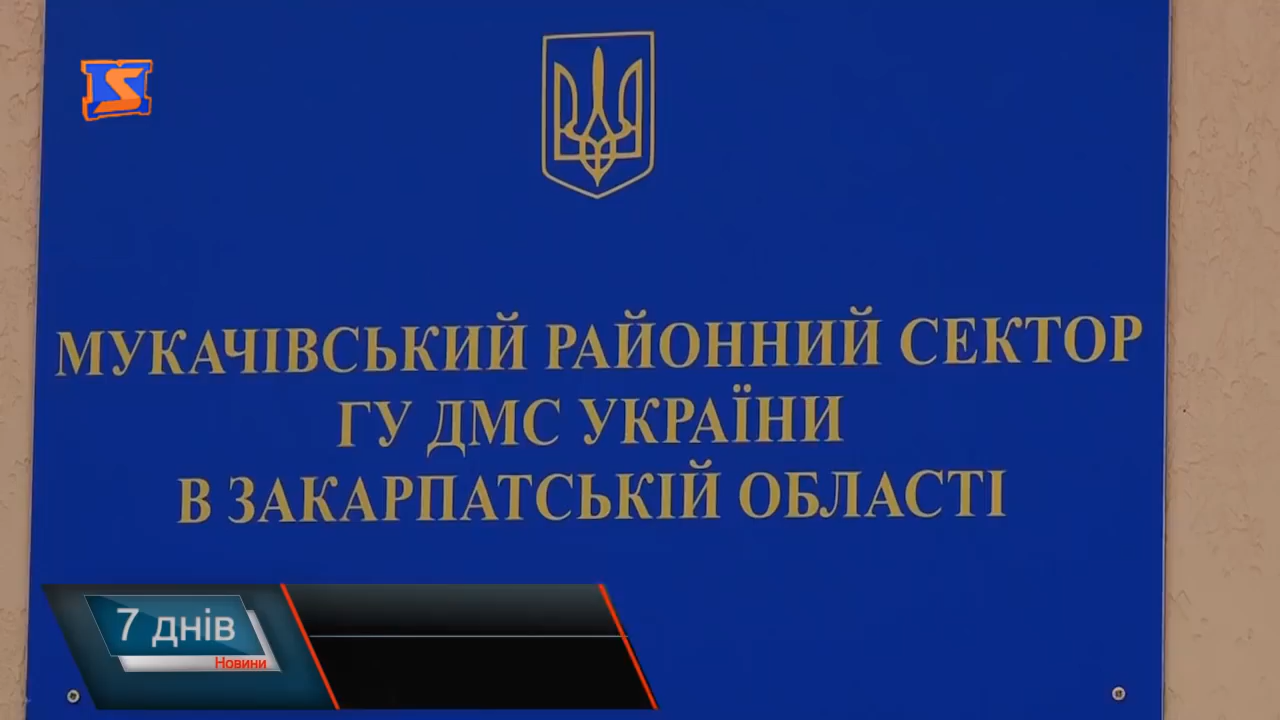 МУКАЧІВСЬКИЙ РАЙОННИЙ СЕКТОР
ГУ ДМС УКРАЇНИ
В ЗАКАРПАТСЬКІЙ ОБЛАСТІ
7 днів
Новини